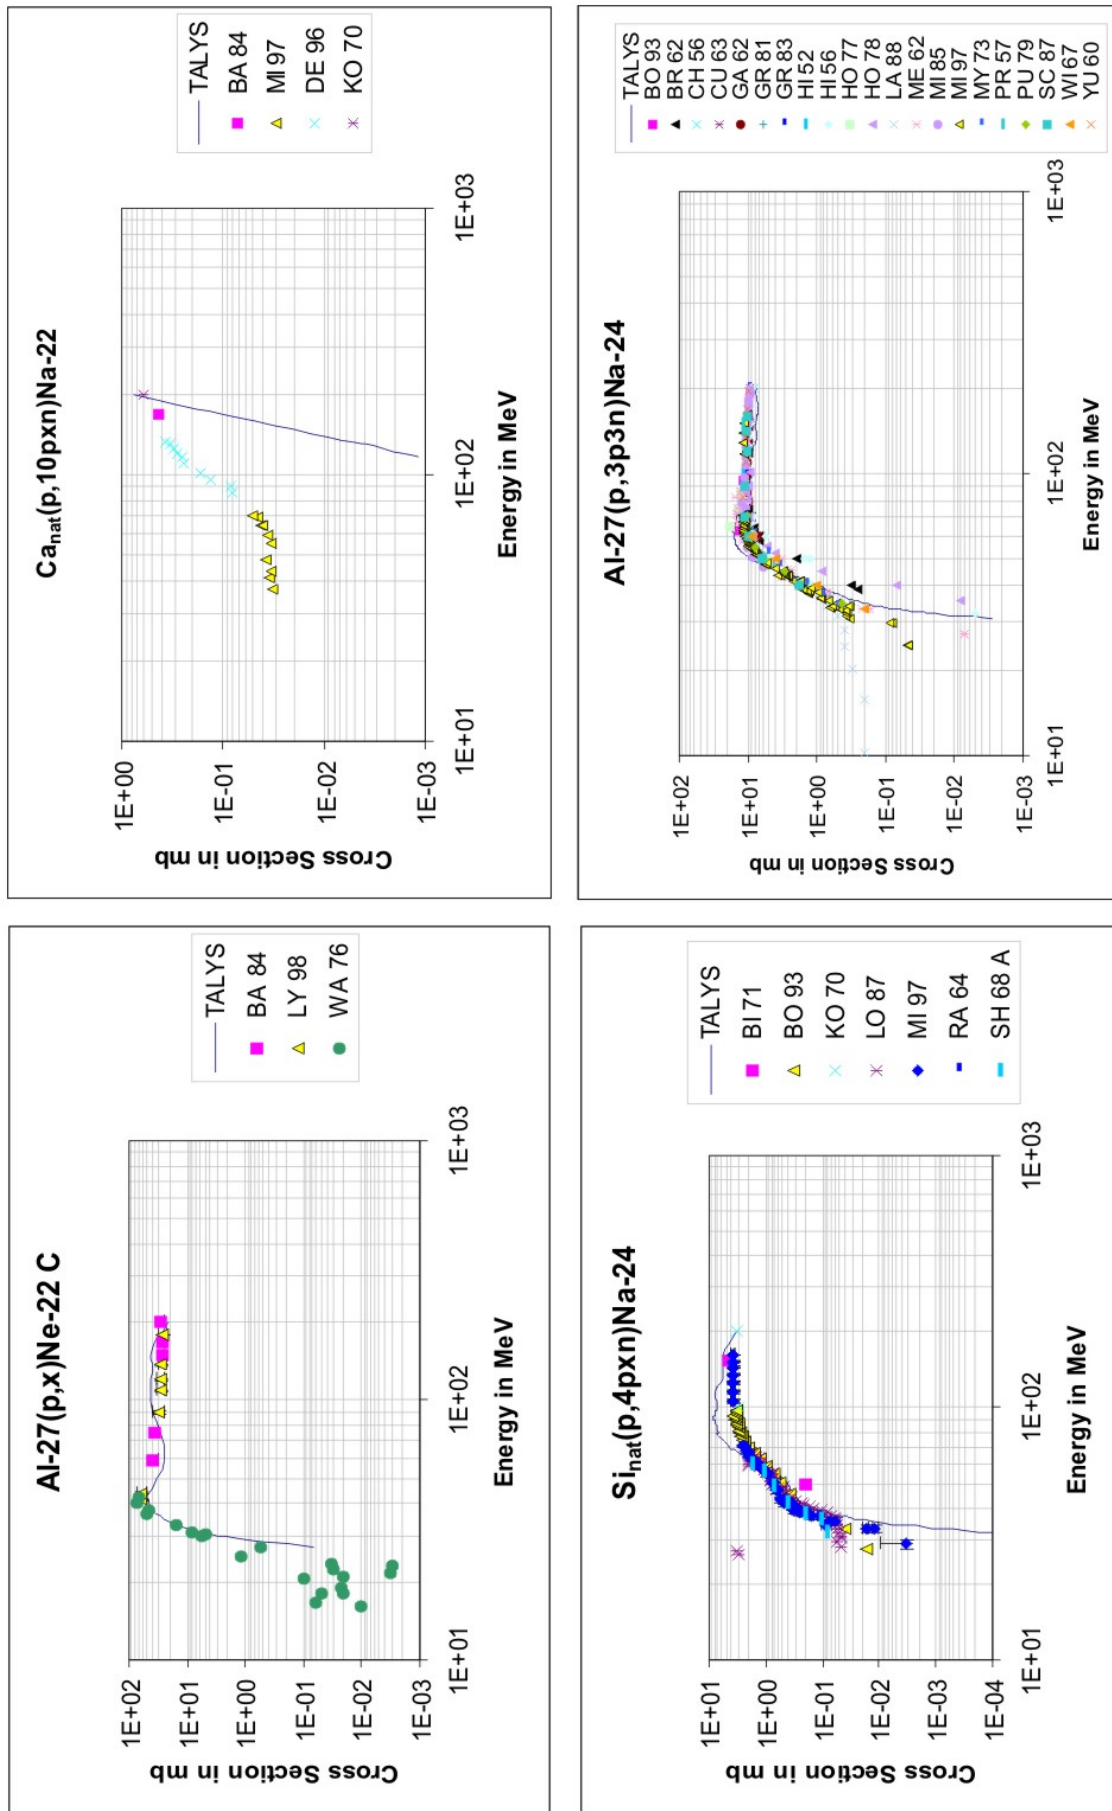 Al-27(p,x)Ne-22 C
Cross Section in mb
1E+02
1E+01
1E+00
1E-01
1E-02
1E-03
1E+01
1E+02
1E+03
Energy in MeV
TALYS
BA 84
LY 98
WA 76
Ca_nat(p,10pxn)Na-22
Cross Section in mb
1E+00
1E-01
1E-02
1E-03
1E+01
1E+02
1E+03
Energy in MeV
TALYS
BA 84
MI 97
DE 96
KO 70
Si_nat(p,4pxn)Na-24
Cross Section in mb
1E+01
1E+00
1E-01
1E-02
1E-03
1E-04
1E+01
1E+02
1E+03
Energy in MeV
TALYS
BI 71
BO 93
KO 70
LO 87
MI 97
RA 64
SH 68 A
Al-27(p,3p3n)Na-24
Cross Section in mb
1E+02
1E+01
1E+00
1E-01
1E-02
1E-03
1E+01
1E+02
1E+03
Energy in MeV
TALYS
BO 93
BR 62
CH 56
CU 63
GA 62
GR 81
GR 83
HI 52
HI 56
HO 77
HO 78
LA 88
ME 62
MI 85
MI 97
MY 73
PR 57
PU 79
SC 87
WI 67
YU 60